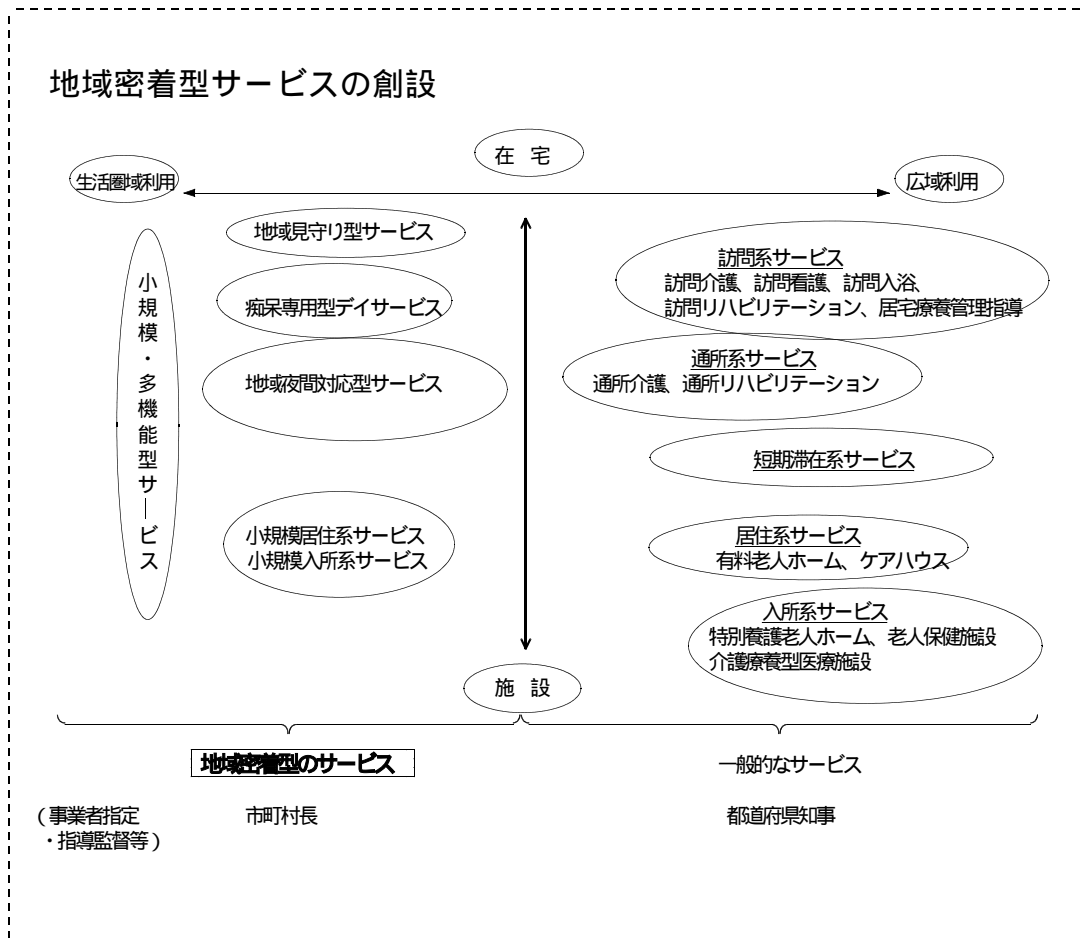 地域密着型サービスの創設
在 宅
生活圏域利用
広域利用
小規模・多機能型サービス
地域見守り型サービス
痴呆専用型デイサービス
地域夜間対応型サービス
小規模居住系サービス
小規模入所系サービス
訪問系サービス
訪問介護、訪問看護、訪問入浴、
訪問リハビリテーション、居宅療養管理指導
通所系サービス
通所介護、通所リハビリテーション
短期滞在系サービス
居住系サービス
有料老人ホーム、ケアハウス
入所系サービス
特別養護老人ホーム、老人保健施設
介護療養型医療施設
施 設
地域密着型のサービス
一般的なサービス
(事業者指定
・指導監督等)
市町村長
都道府県知事